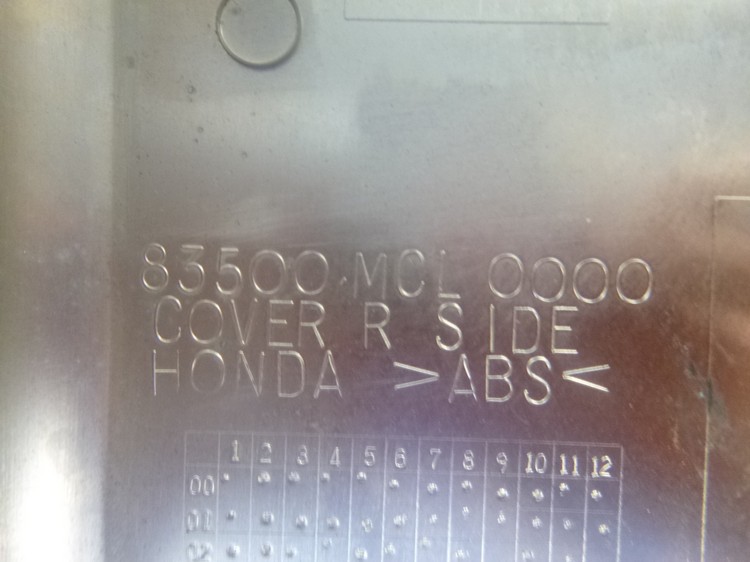 83500 MCL 0000
COVER R SIDE
HONDA >ABS<
1 2 3 4 5 6 7 8 9 10 11 12
00
01
02